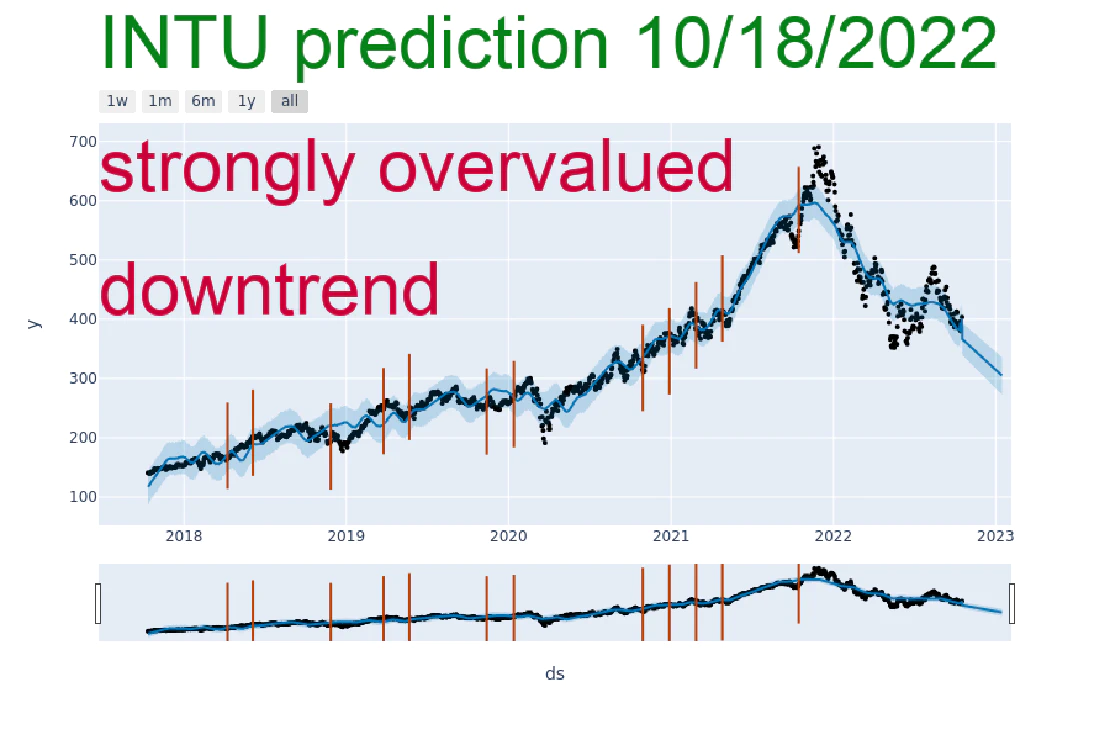 INTU prediction 10/18/2022
1w 1m 6m 1y all
700
strongly overvalued
600
500
downtrend
400
y
300
200
100
2018 2019 2020 2021 2022 2023
ds